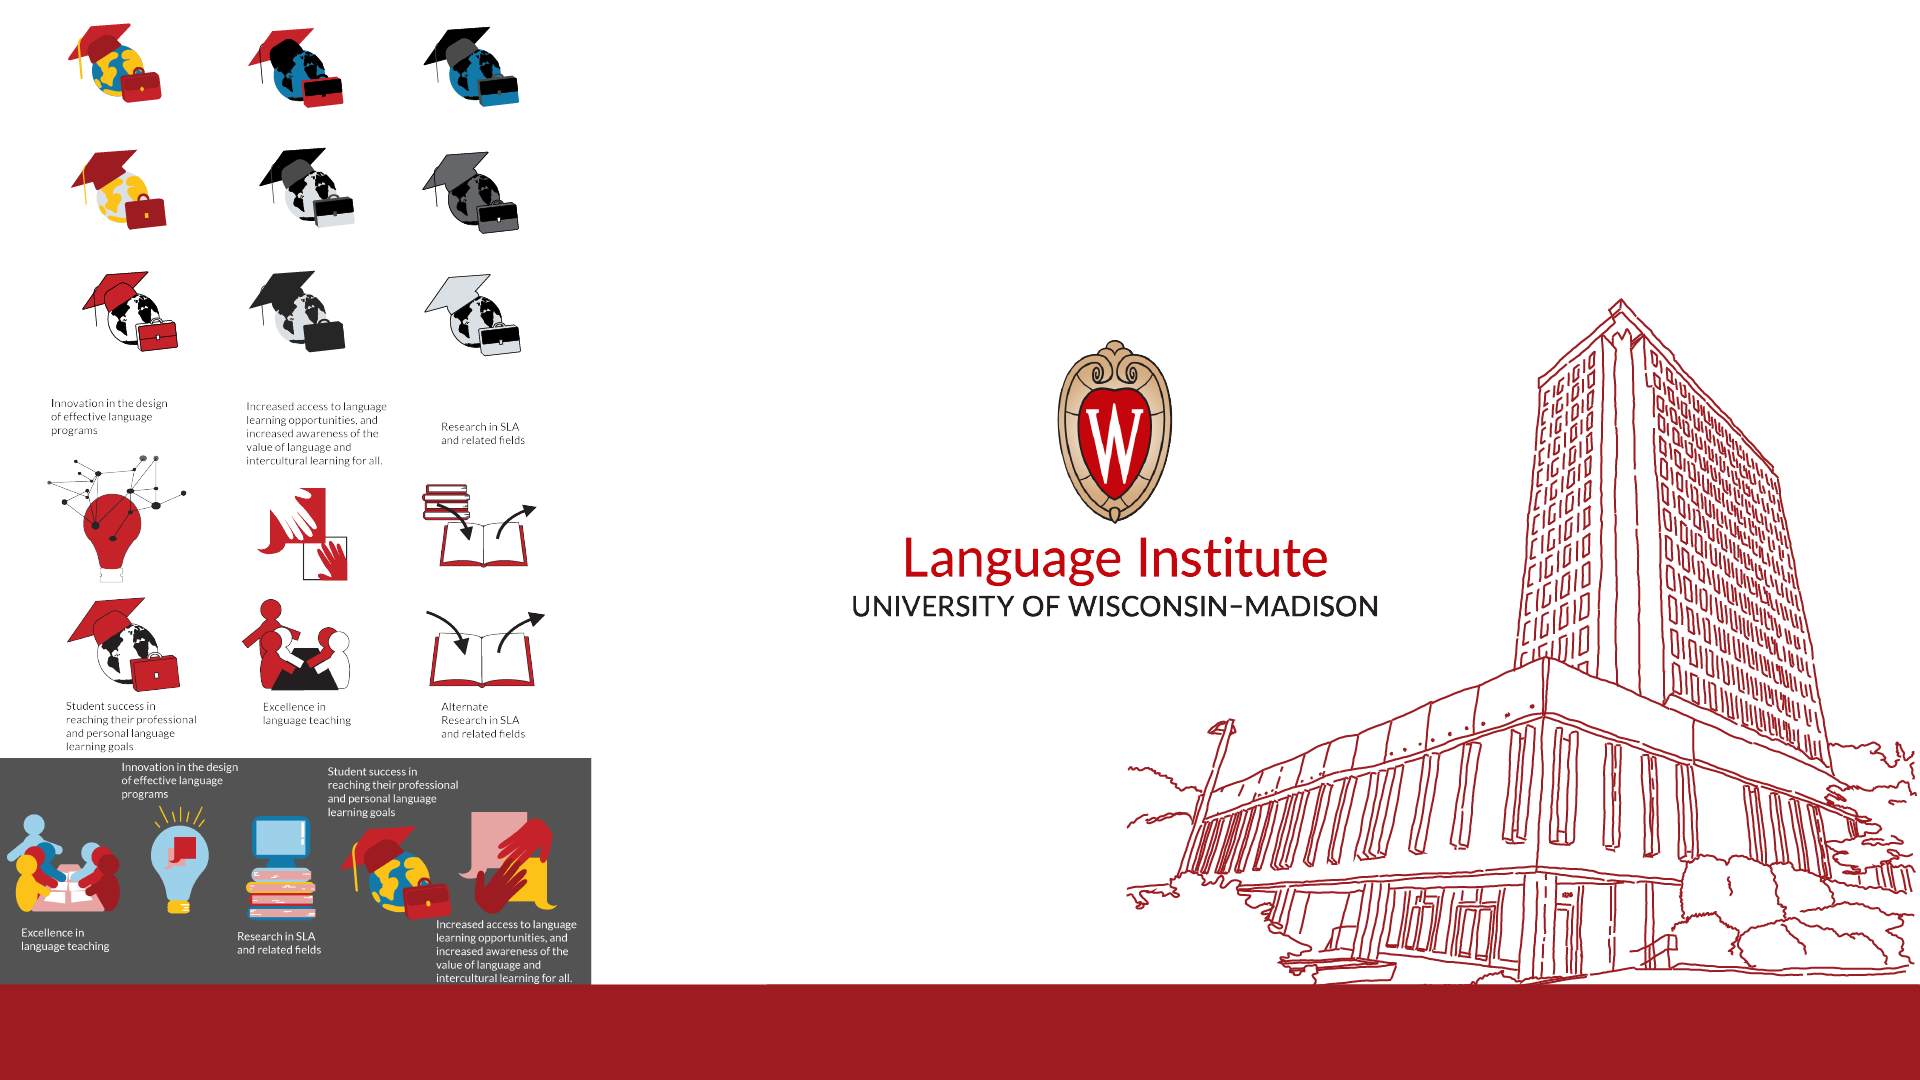 Innovation in the design
of effective language
programs
Increased access to language
learning opportunities, and
increased awareness of the
value of language and
intercultural learning for all.
Research in SLA
and related fields
Student success in
reaching their professional
and personal language
learning goals
Excellence in
language teaching
Alternate
Research in SLA
and related fields
Innovation in the design
of effective language
programs
Student success in
reaching their professional
and personal language
learning goals
Excellence in
language teaching
Research in SLA
and related fields
Increased access to language
learning opportunities, and
increased awareness of the
value of language and
intercultural learning for all.
W
Language Institute
UNIVERSITY OF WISCONSIN–MADISON